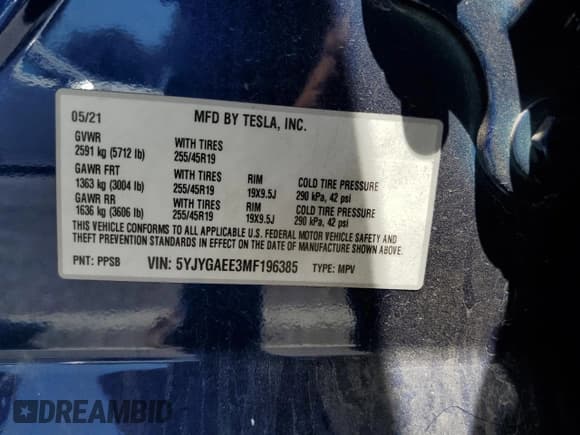 05/21 MFD BY TESLA, INC.
GVWR WITH TIRES
2591 kg (5712 lb) 255/45R19
GAWR FRT WITH TIRES RIM COLD TIRE PRESSURE
1363 kg (3004 lb) 255/45R19 19X9.5J 290 kPa, 42 psi
GAWR RR WITH TIRES RIM COLD TIRE PRESSURE
1636 kg (3606 lb) 255/45R19 19X9.5J 290 kPa, 42 psi
THIS VEHICLE CONFORMS TO ALL APPLICABLE U.S. FEDERAL MOTOR VEHICLE SAFETY AND
THEFT PREVENTION STANDARDS IN EFFECT ON THE DATE OF MANUFACTURE SHOWN ABOVE.
PNT: PPSB VIN: 5YJYGAEE3MF196385 TYPE: MPV
DREAMBID